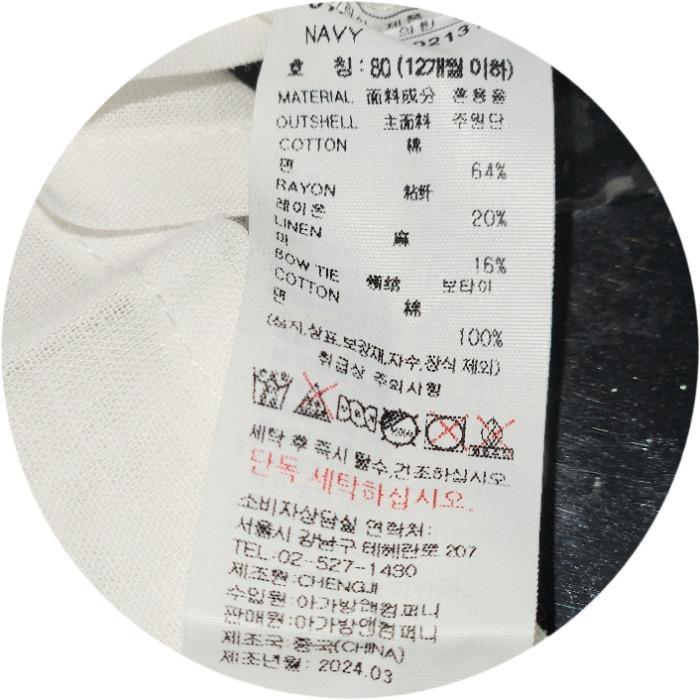 NAVY
호 칭 : 80 (12개월 이하)
MATERIAL 面料成分 혼용율
OUTSHELL 主面料 주원단
COTTON 棉
면 64%
RAYON 粘纤
레이온 20%
LINEN 麻
마 16%
BOW TIE 领结 보타이
COTTON 棉
면 100%
(심지,상표,보강재,자수,장식 제외)
취급상 주의사항
세탁 후 즉시 탈수,건조하십시오.
단독 세탁하십시오.
소비자상담실 연락처:
서울시 강남구 테헤란로 207
TEL:02-527-1430
제조원:CHENGJI
수입원:아가방앤컴퍼니
판매원:아가방앤컴퍼니
제조국:중국(CHINA)
제조년월: 2024.03